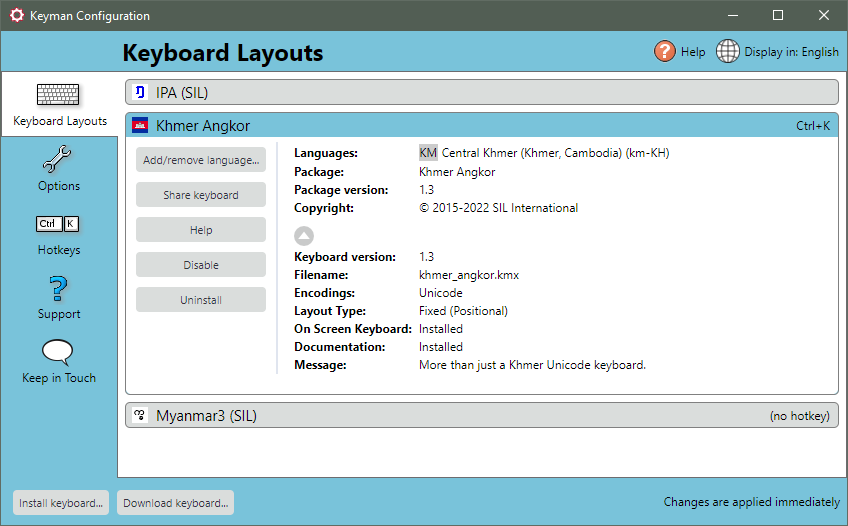 Keyman Configuration
Keyboard Layouts
Help
Display in: English
Keyboard Layouts
Options
Ctrl K
Hotkeys
?
Support
Keep in Touch
IPA (SIL)
Khmer Angkor Ctrl+K
Add/remove language...
Share keyboard
Help
Disable
Uninstall
Languages: KM Central Khmer (Khmer, Cambodia) (km-KH)
Package: Khmer Angkor
Package version: 1.3
Copyright: © 2015-2022 SIL International
Keyboard version: 1.3
Filename: khmer_angkor.kmx
Encodings: Unicode
Layout Type: Fixed (Positional)
On Screen Keyboard: Installed
Documentation: Installed
Message: More than just a Khmer Unicode keyboard.
Myanmar3 (SIL) (no hotkey)
Install keyboard...
Download keyboard...
Changes are applied immediately